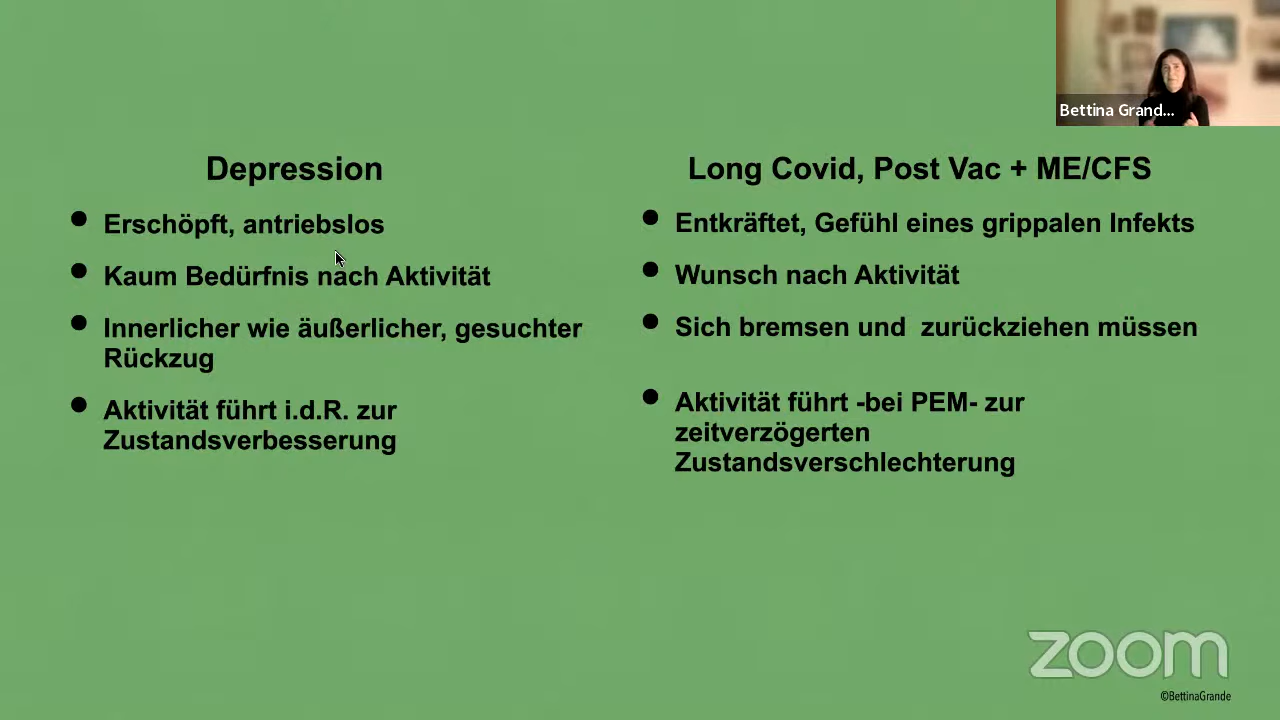 Bettina Grand...
Depression
Erschöpft, antriebslos
Kaum Bedürfnis nach Aktivität
Innerlicher wie äußerlicher, gesuchter
Rückzug
Aktivität führt i.d.R. zur
Zustandsverbesserung
Long Covid, Post Vac + ME/CFS
Entkräftet, Gefühl eines grippalen Infekts
Wunsch nach Aktivität
Sich bremsen und  zurückziehen müssen
Aktivität führt -bei PEM- zur
zeitverzögerten
Zustandsverschlechterung
zoom
©BettinaGrande